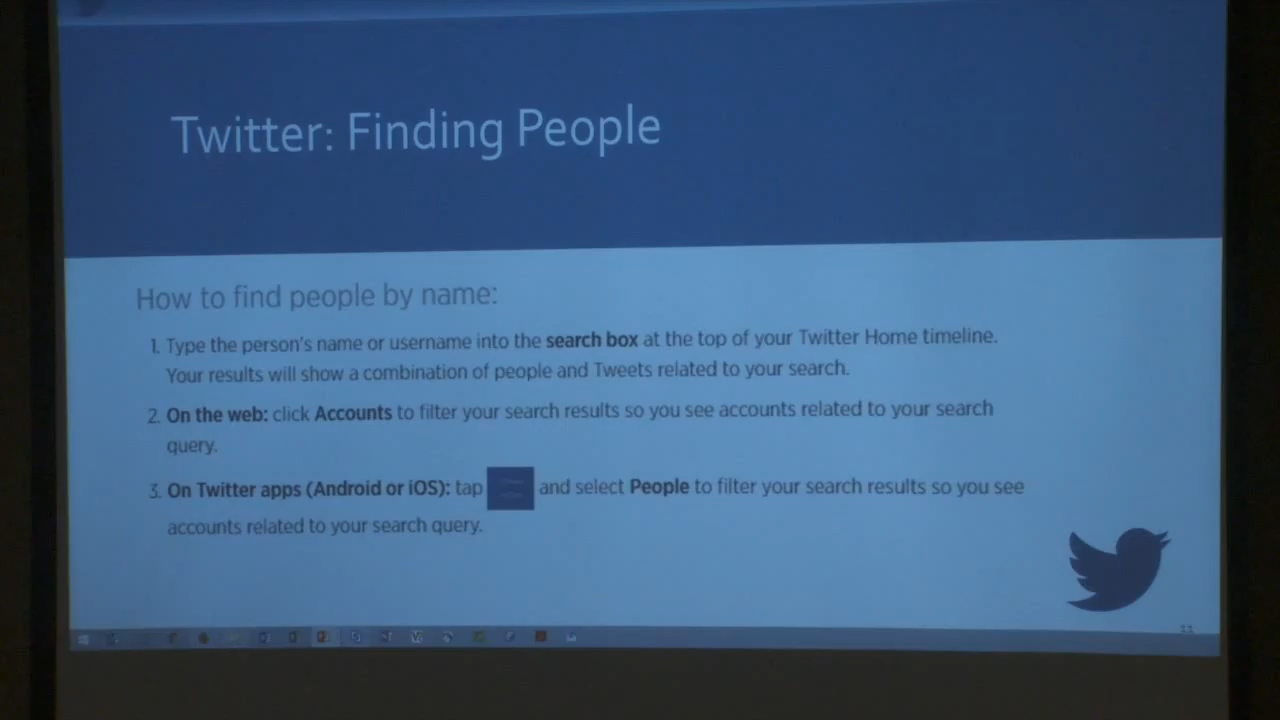 Twitter: Finding People
How to find people by name:
1. Type the person's name or username into the search box at the top of your Twitter Home timeline.
Your results will show a combination of people and Tweets related to your search.
2. On the web: click Accounts to filter your search results so you see accounts related to your search
query.
3. On Twitter apps (Android or iOS): tap and select People to filter your search results so you see
accounts related to your search query.